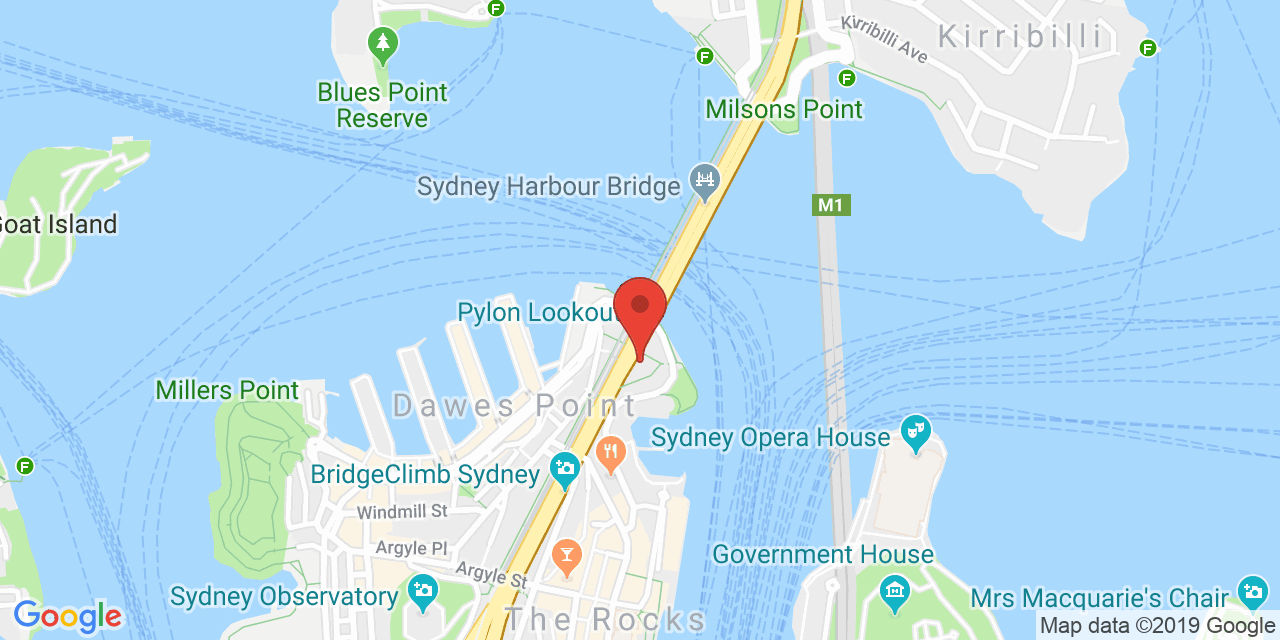 Kirribilli Ave
Kirribilli
F
F
F
F
Blues Point
Reserve
Milsons Point
Sydney Harbour Bridge
M1
Goat Island
Pylon Lookout
Millers Point
Dawes Point
Sydney Opera House
F
BridgeClimb Sydney
Windmill St
Argyle Pl
Argyle St
Government House
Sydney Observatory
Mrs Macquarie's Chair
The Rocks
Google
Map data ©2019 Google